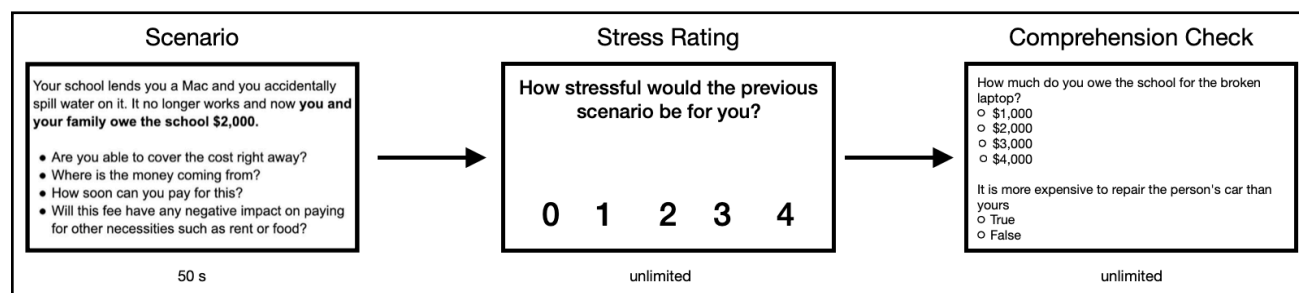 Scenario
Your school lends you a Mac and you accidentally
spill water on it. It no longer works and now you and
your family owe the school $2,000.
● Are you able to cover the cost right away?
● Where is the money coming from?
● How soon can you pay for this?
● Will this fee have any negative impact on paying
for other necessities such as rent or food?
50 s
Stress Rating
How stressful would the previous
scenario be for you?
0 1 2 3 4
unlimited
Comprehension Check
How much do you owe the school for the broken
laptop?
○ $1,000
○ $2,000
○ $3,000
○ $4,000
It is more expensive to repair the person's car than
yours
○ True
○ False
unlimited